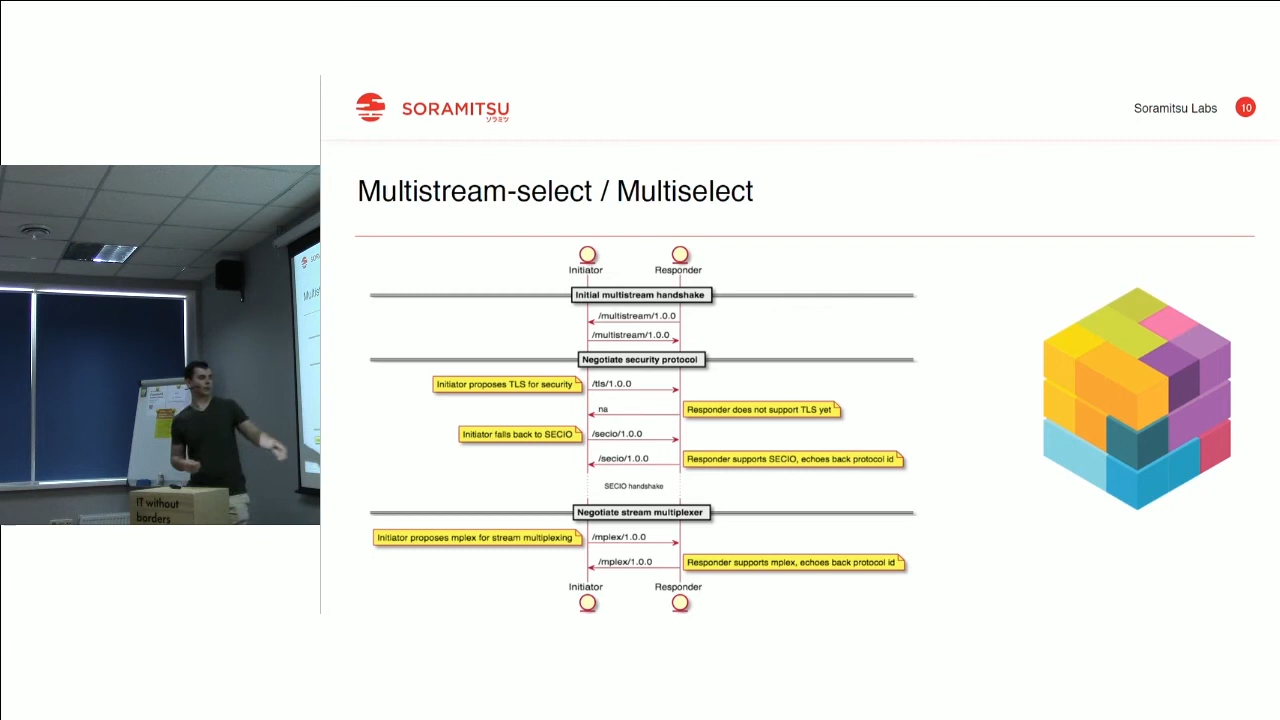 SORAMITSU
ソラミツ
Soramitsu Labs
10
Multistream-select / Multiselect
Initiator
Responder
Initial multistream handshake
/multistream/1.0.0
/multistream/1.0.0
Negotiate security protocol
Initiator proposes TLS for security
/tls/1.0.0
na
Responder does not support TLS yet
Initiator falls back to SECIO
/secio/1.0.0
/secio/1.0.0
Responder supports SECIO, echoes back protocol id
SECIO handshake
Negotiate stream multiplexer
Initiator proposes mplex for stream multiplexing
/mplex/1.0.0
/mplex/1.0.0
Responder supports mplex, echoes back protocol id
Initiator
Responder
IT without
borders